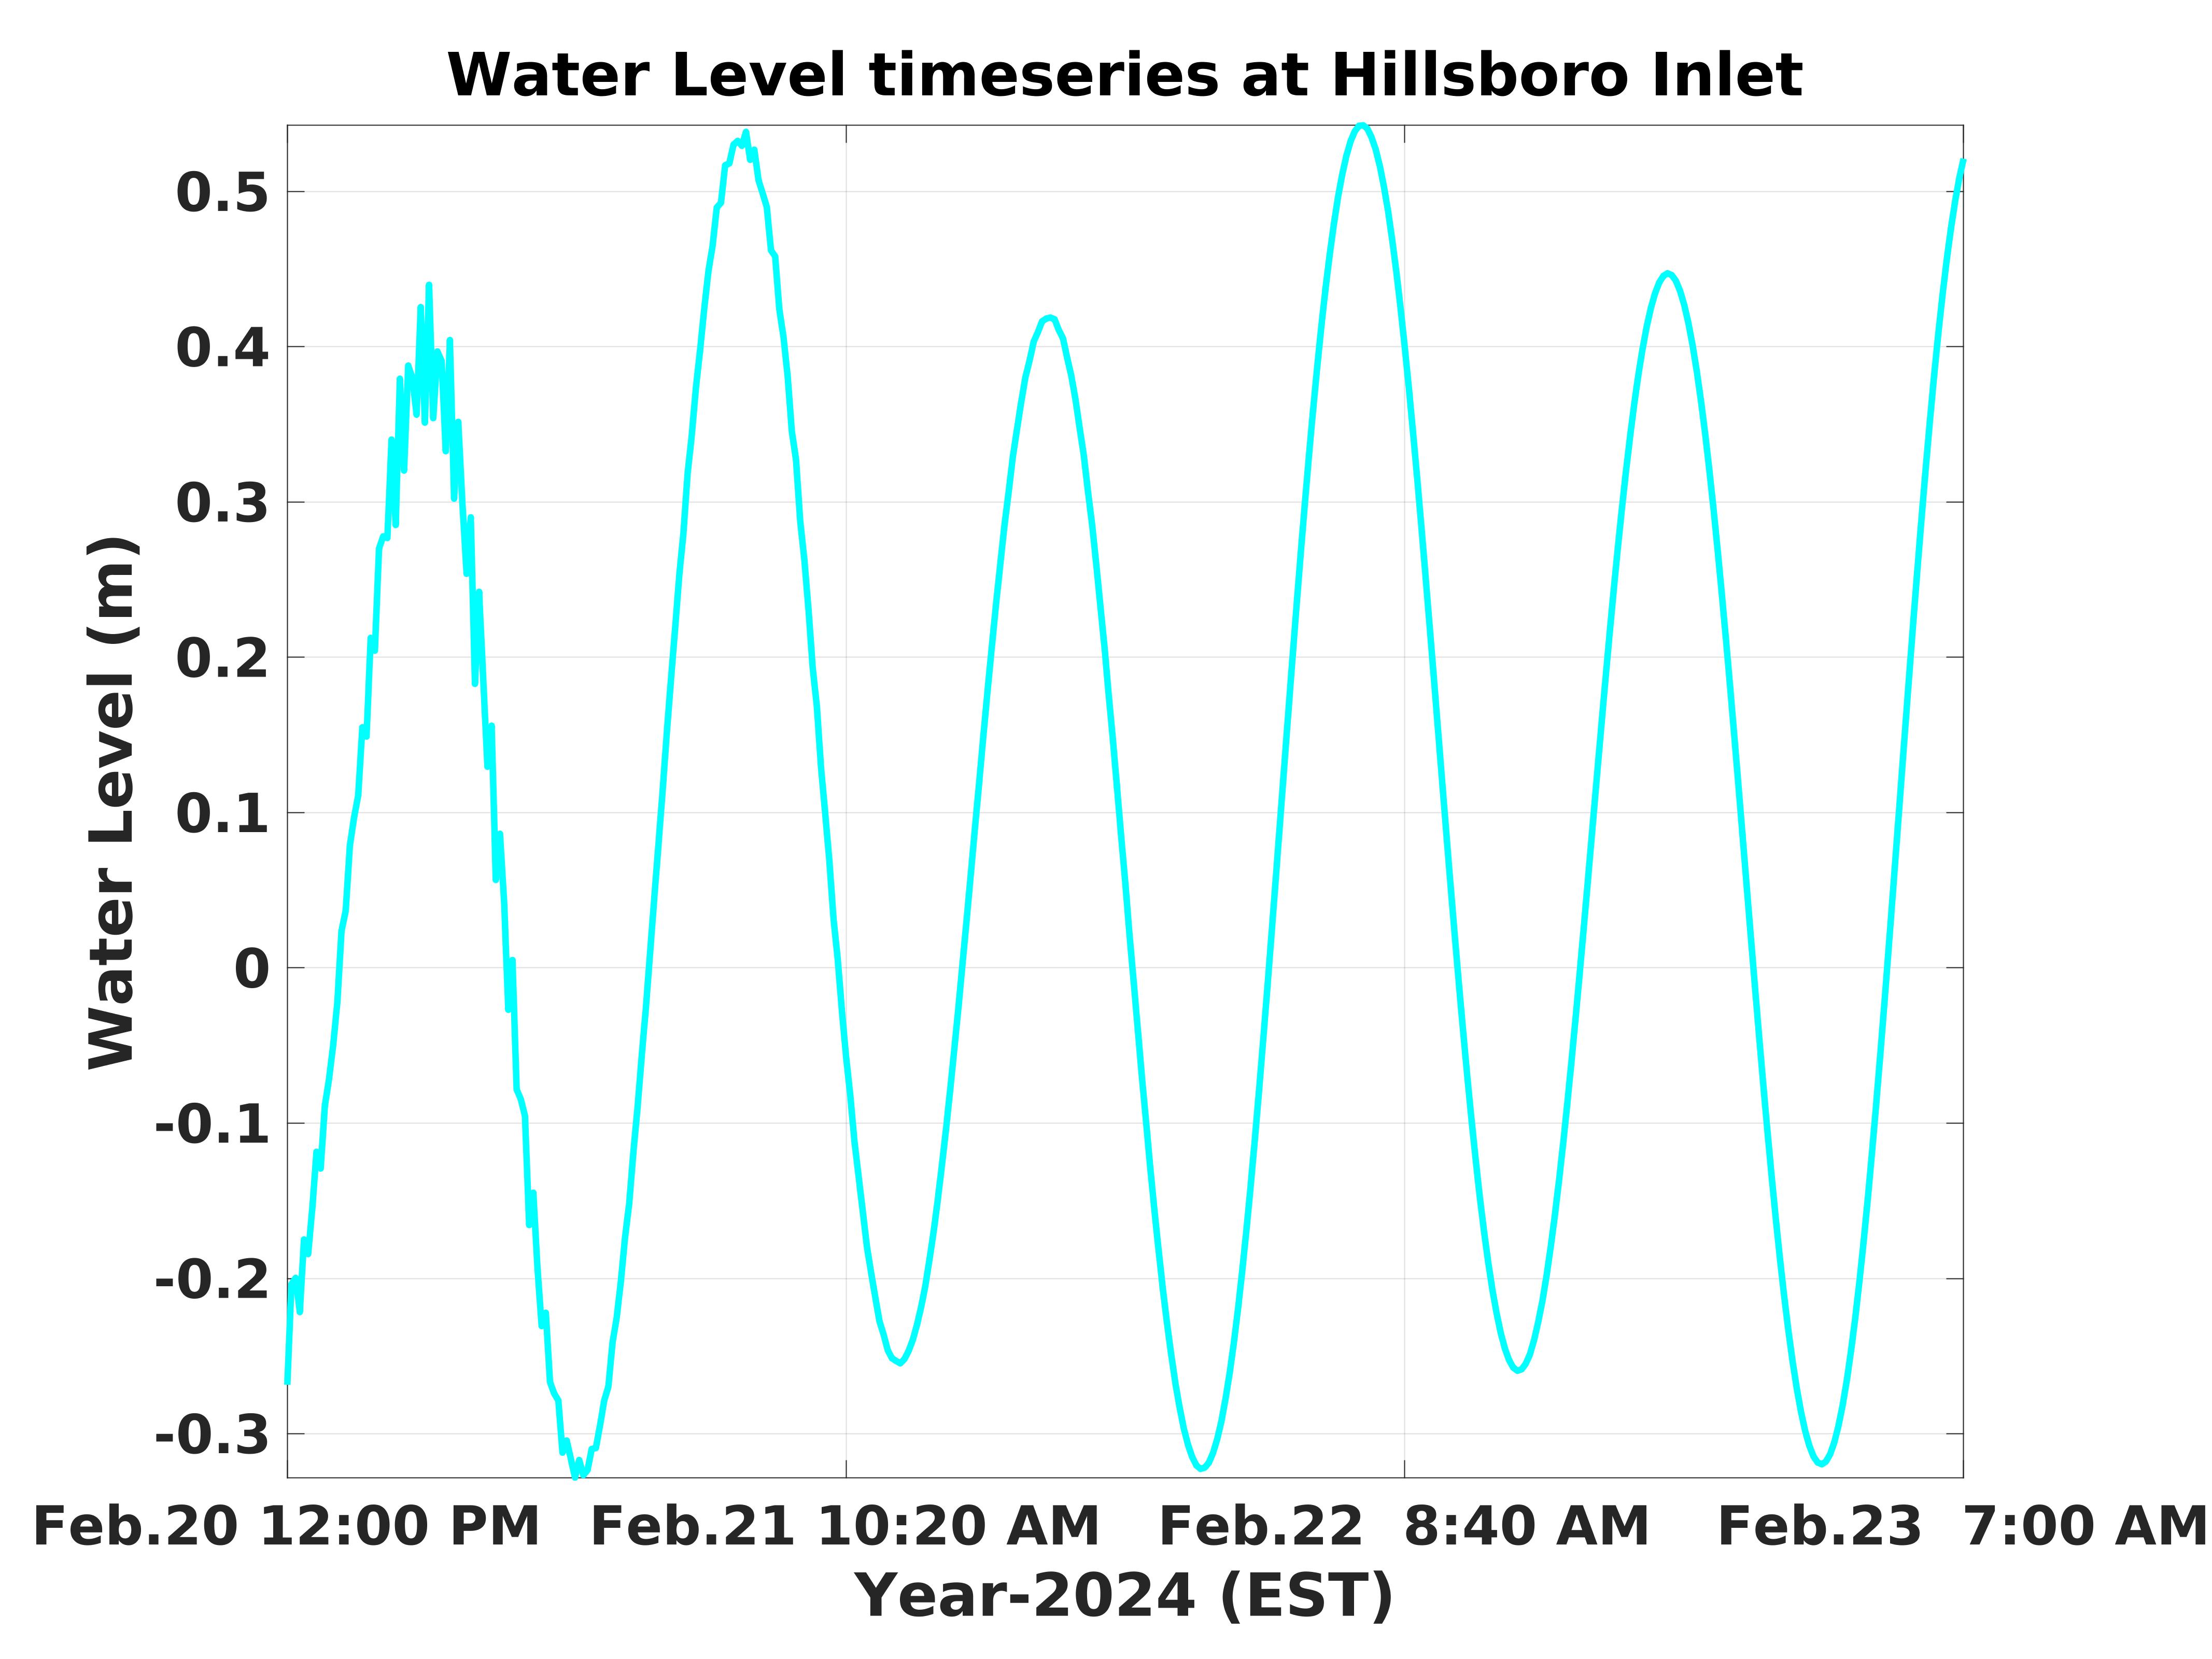 Water Level timeseries at Hillsboro Inlet
Water Level (m)
0.5
0.4
0.3
0.2
0.1
0
-0.1
-0.2
-0.3
Feb.20 12:00 PM Feb.21 10:20 AM Feb.22 8:40 AM Feb.23 7:00 AM
Year-2024 (EST)